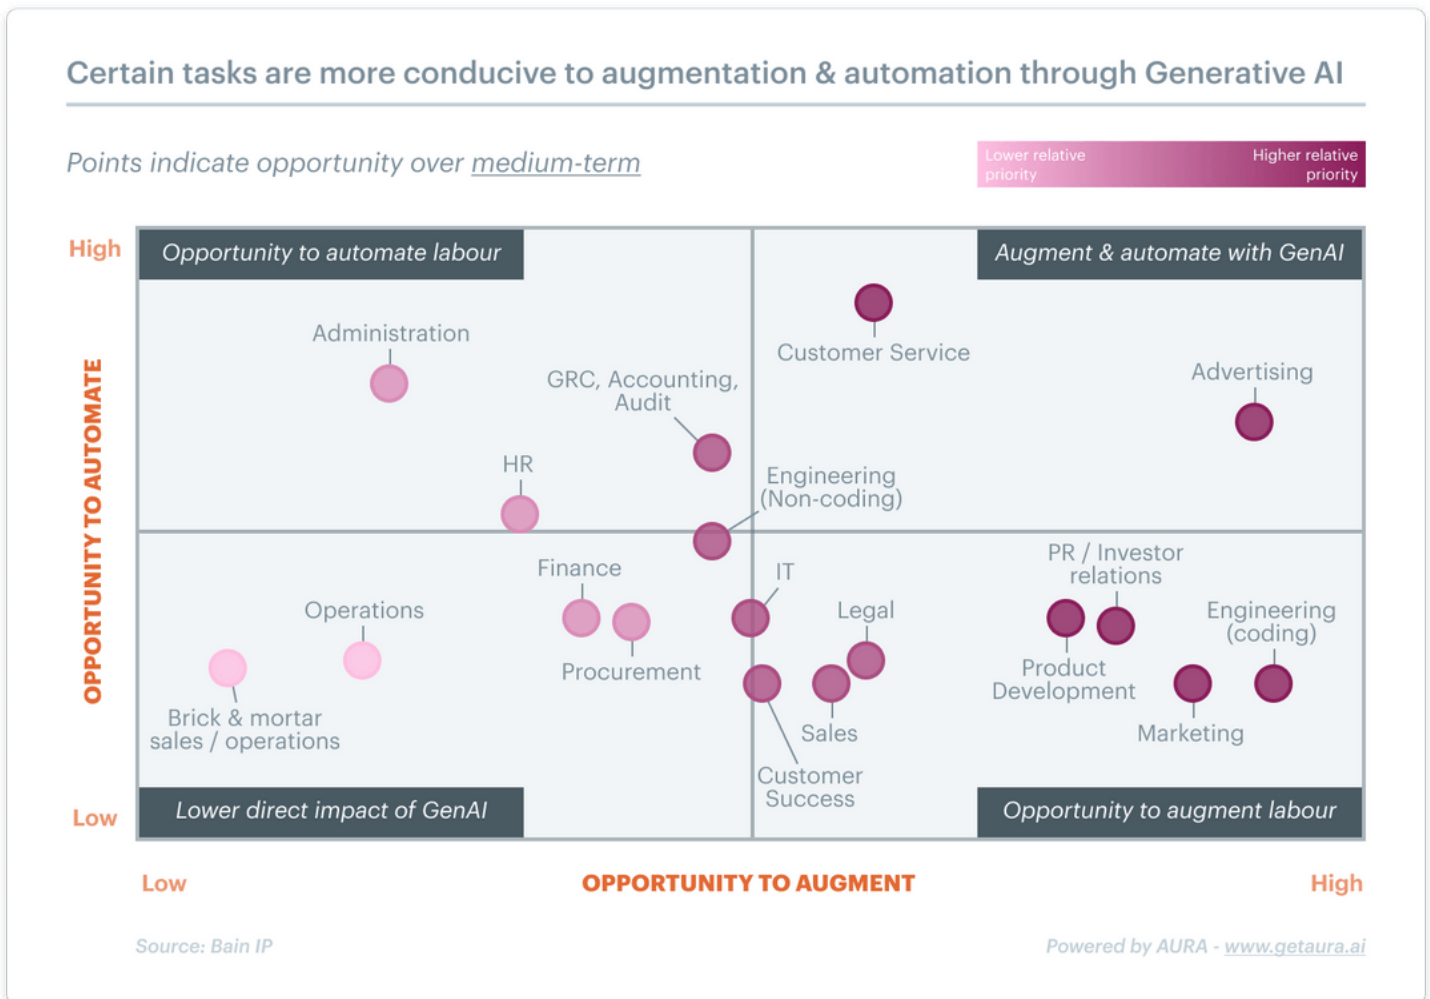 Certain tasks are more conducive to augmentation & automation through Generative AI
Points indicate opportunity over medium-term
Lower relative
priority
Higher relative
priority
High
Opportunity to automate labour
Augment & automate with GenAI
Administration
Customer Service
GRC, Accounting,
Audit
Advertising
OPPORTUNITY TO AUTOMATE
HR
Engineering
(Non-coding)
Finance
IT
PR / Investor
relations
Operations
Legal
Engineering
(coding)
Procurement
Product
Development
Brick & mortar
sales / operations
Sales
Marketing
Customer
Success
Low
Lower direct impact of GenAI
Opportunity to augment labour
Low
OPPORTUNITY TO AUGMENT
High
Source: Bain IP
Powered by AURA - www.getaura.ai